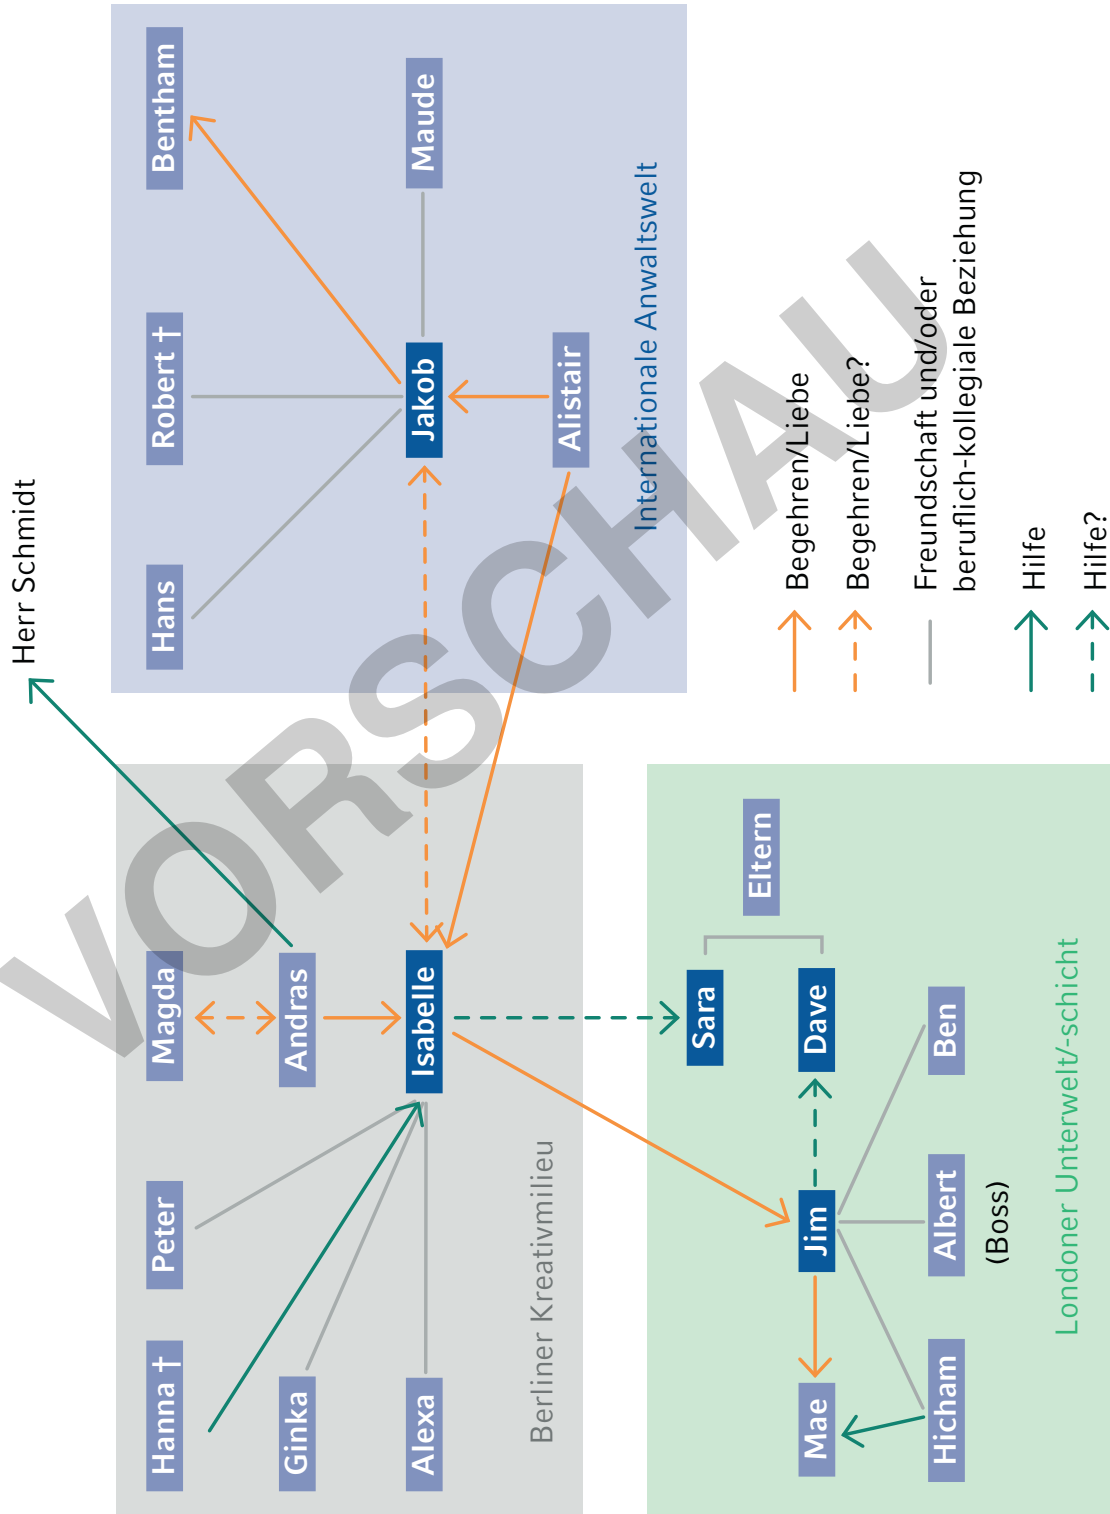 Herr Schmidt
Hanna †
Peter
Magda
Hans
Robert †
Bentham
Ginka
Andras
Alexa
Isabelle
Jakob
Maude
Alistair
Berliner Kreativmilieu
Internationale Anwaltswelt
Sara
Eltern
Mae
Jim
Dave
Hicham
Albert
(Boss)
Ben
Londoner Unterwelt/-schicht
Begehren/Liebe
Begehren/Liebe?
Freundschaft und/oder
beruflich-kollegiale Beziehung
Hilfe
Hilfe?
VORSCHAU